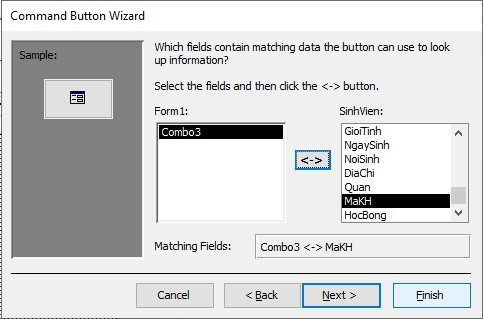 Command Button Wizard
Sample:
Which fields contain matching data the button can use to look
up information?
Select the fields and then click the <-> button.
Form1:
SinhVien:
Combo3
<->
GioiTinh
NgaySinh
NoiSinh
DiaChi
Quan
MaKH
HocBong
Matching Fields:
Combo3 <-> MaKH
Cancel
< Back
Next >
Finish